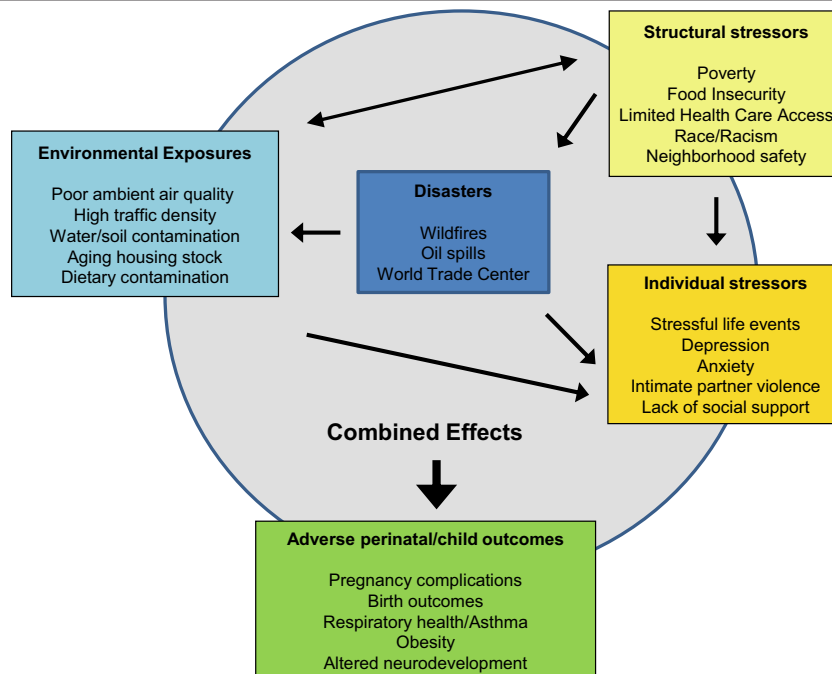 Structural stressors
Poverty
Food Insecurity
Limited Health Care Access
Race/Racism
Neighborhood safety
Environmental Exposures
Poor ambient air quality
High traffic density
Water/soil contamination
Aging housing stock
Dietary contamination
Disasters
Wildfires
Oil spills
World Trade Center
Individual stressors
Stressful life events
Depression
Anxiety
Intimate partner violence
Lack of social support
Combined Effects
Adverse perinatal/child outcomes
Pregnancy complications
Birth outcomes
Respiratory health/Asthma
Obesity
Altered neurodevelopment